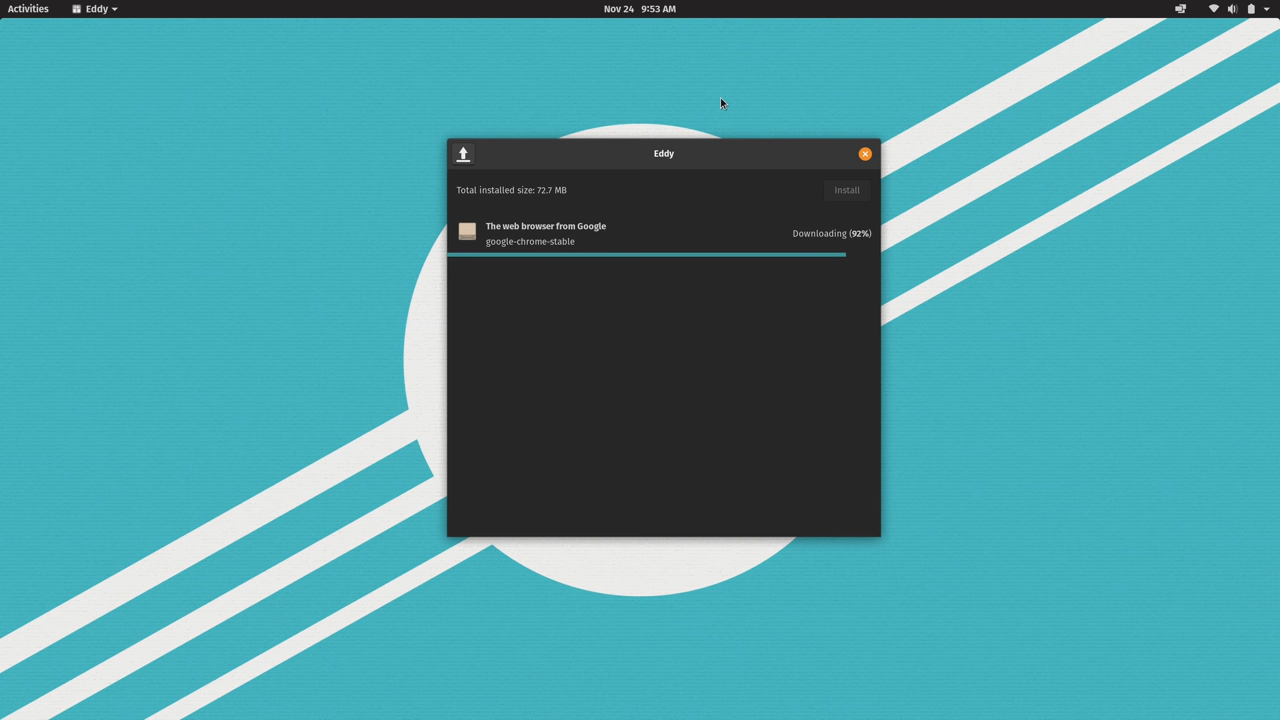 Activities
Eddy
Nov 24 9:53 AM
Eddy
Total installed size: 72.7 MB
Install
The web browser from Google
google-chrome-stable
Downloading (92%)